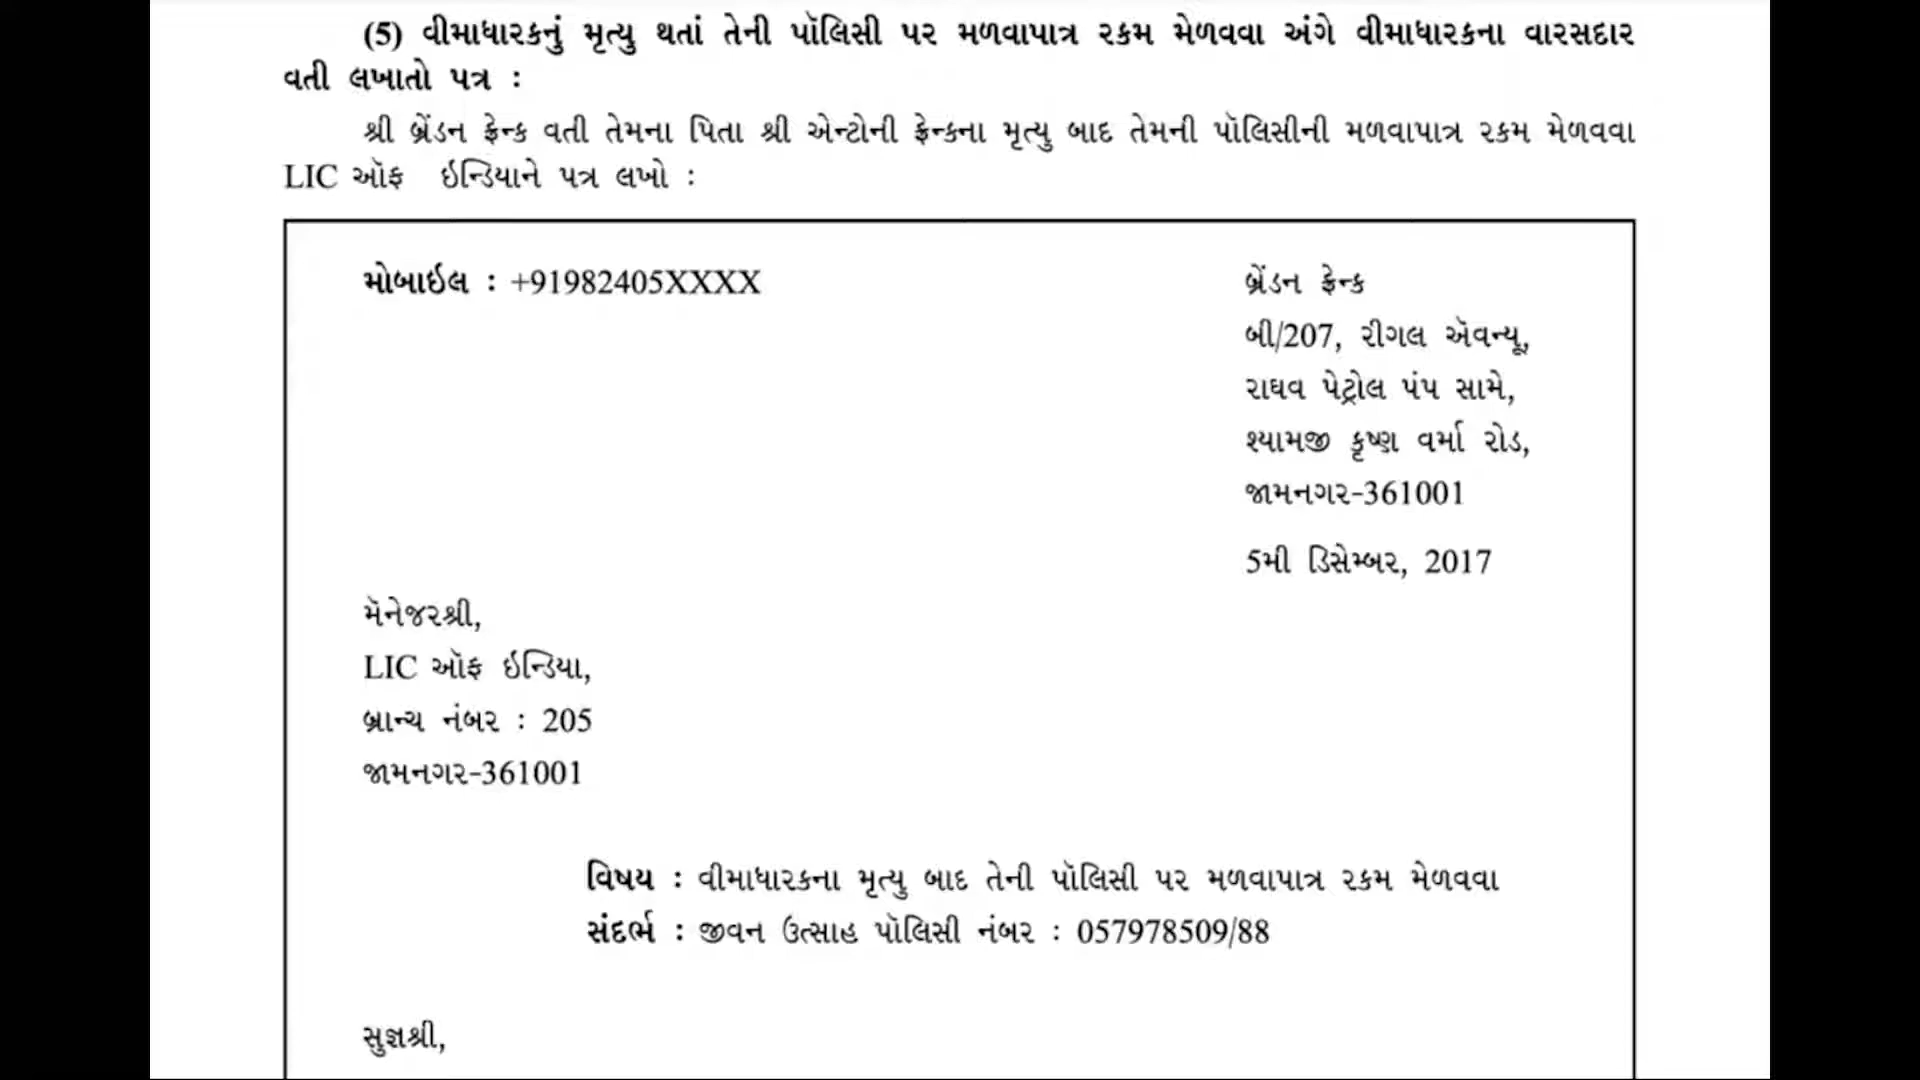 (5) વીમાધારકનું મૃત્યુ થતાં તેની પૉલિસી પર મળવાપાત્ર રકમ મેળવવા અંગે વીમાધારકના વારસદાર
વતી લખાતો પત્ર :
શ્રી બ્રેંડન ફ્રેન્ક વતી તેમના પિતા શ્રી એન્ટોની ફ્રેન્કના મૃત્યુ બાદ તેમની પૉલિસીની મળવાપાત્ર રકમ મેળવવા
LIC ઑફ ઇન્ડિયાને પત્ર લખો :
મોબાઇલ : +91982405XXXX
બ્રેંડન ફ્રેન્ક
બી/207, રીગલ ઍવન્યૂ,
રાઘવ પેટ્રોલ પંપ સામે,
શ્યામજી કૃષ્ણ વર્મા રોડ,
જામનગર-361001
5મી ડિસેમ્બર, 2017
મૅનેજરશ્રી,
LIC ઑફ ઇન્ડિયા,
બ્રાન્ચ નંબર : 205
જામનગર-361001
વિષય : વીમાધારકના મૃત્યુ બાદ તેની પૉલિસી પર મળવાપાત્ર રકમ મેળવવા
સંદર્ભ : જીવન ઉત્સાહ પૉલિસી નંબર : 057978509/88
સુજ્ઞશ્રી,